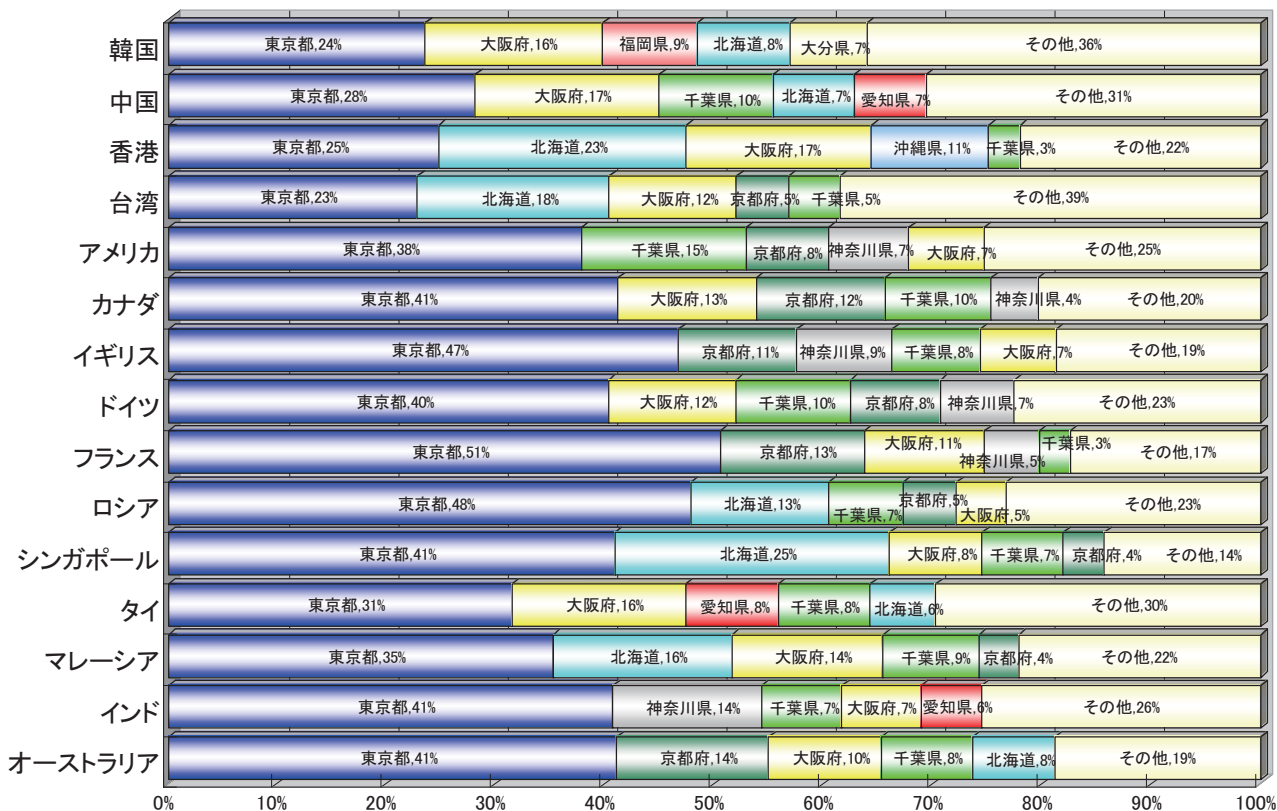 韓国 東京都,24% 大阪府,16% 福岡県,9% 北海道,8% 大分県,7% その他,36%
中国 東京都,28% 大阪府,17% 千葉県,10% 北海道,7% 愛知県,7% その他,31%
香港 東京都,25% 北海道,23% 大阪府,17% 沖縄県,11% 千葉県,3% その他,22%
台湾 東京都,23% 北海道,18% 大阪府,12% 京都府,5% 千葉県,5% その他,39%
アメリカ 東京都,38% 千葉県,15% 京都府,8% 神奈川県,7% 大阪府,7% その他,25%
カナダ 東京都,41% 大阪府,13% 京都府,12% 千葉県,10% 神奈川県,4% その他,20%
イギリス 東京都,47% 京都府,11% 神奈川県,9% 千葉県,8% 大阪府,7% その他,19%
ドイツ 東京都,40% 大阪府,12% 千葉県,10% 京都府,8% 神奈川県,7% その他,23%
フランス 東京都,51% 京都府,13% 大阪府,11% 神奈川県,5% 千葉県,3% その他,17%
ロシア 東京都,48% 北海道,13% 千葉県,7% 京都府,5% 大阪府,5% その他,23%
シンガポール 東京都,41% 北海道,25% 大阪府,8% 千葉県,7% 京都府,4% その他,14%
タイ 東京都,31% 大阪府,16% 愛知県,8% 千葉県,8% 北海道,6% その他,30%
マレーシア 東京都,35% 北海道,16% 大阪府,14% 千葉県,9% 京都府,4% その他,22%
インド 東京都,41% 神奈川県,14% 千葉県,7% 大阪府,7% 愛知県,6% その他,26%
オーストラリア 東京都,41% 京都府,14% 大阪府,10% 千葉県,8% 北海道,8% その他,19%
0% 10% 20% 30% 40% 50% 60% 70% 80% 90% 100%